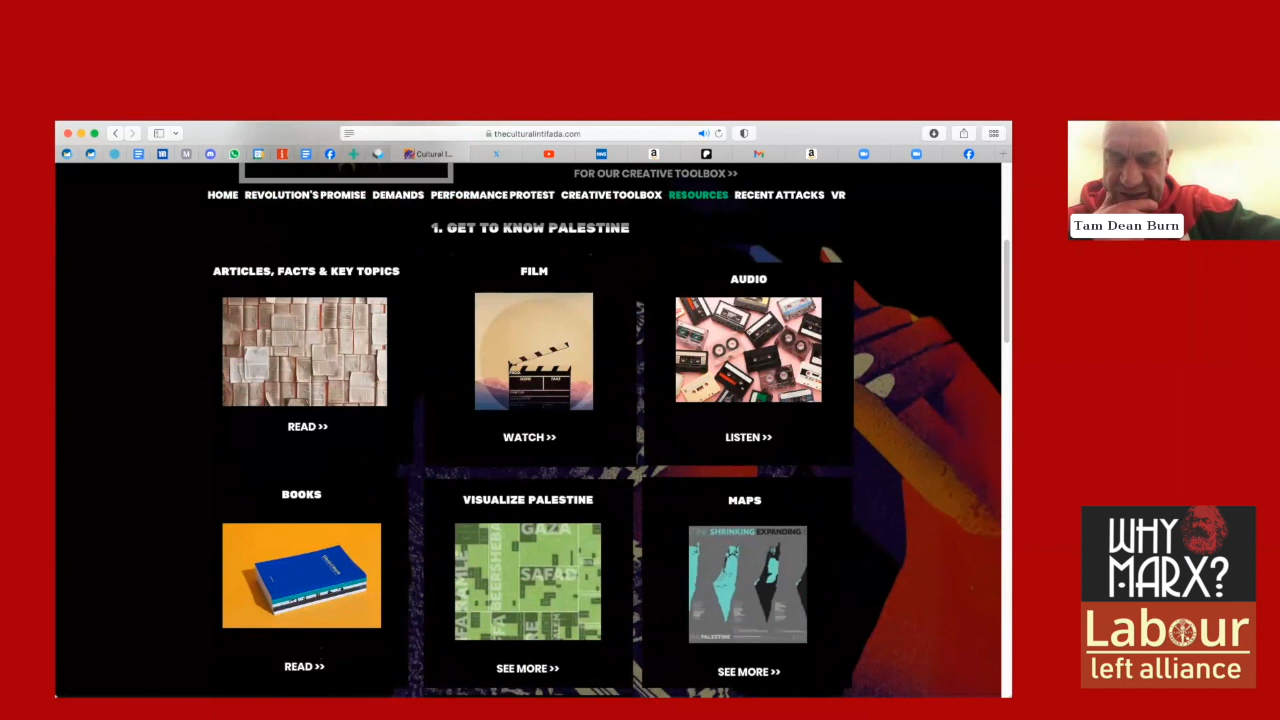 theculturalintifada.com
Cultural I...
FOR OUR CREATIVE TOOLBOX >>
HOME REVOLUTION'S PROMISE DEMANDS PERFORMANCE PROTEST CREATIVE TOOLBOX RESOURCES RECENT ATTACKS VR
1. GET TO KNOW PALESTINE
ARTICLES, FACTS & KEY TOPICS
FILM
AUDIO
READ >>
WATCH >>
LISTEN >>
BOOKS
VISUALIZE PALESTINE
MAPS
GAZA
SAFAD
FA BEERSHEBA
SHRINKING EXPANDING
PALESTINE
READ >>
SEE MORE >>
SEE MORE >>
Tam Dean Burn
WHY
MARX?
Labour
left alliance